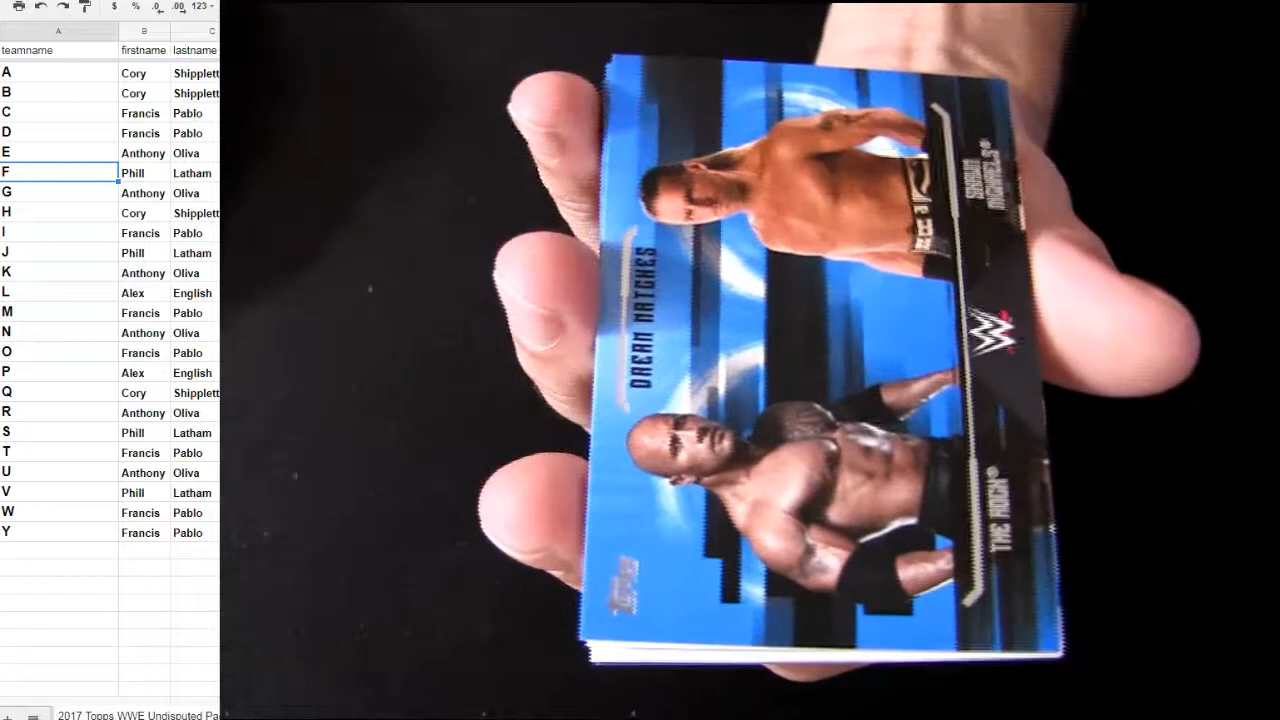 $ % .0 .00 123
A B C
teamname firstname lastname
A Cory Shipplett
B Cory Shipplett
C Francis Pablo
D Francis Pablo
E Anthony Oliva
F Phill Latham
G Anthony Oliva
H Cory Shipplett
I Francis Pablo
J Phill Latham
K Anthony Oliva
L Alex English
M Francis Pablo
N Anthony Oliva
O Francis Pablo
P Alex English
Q Cory Shipplett
R Anthony Oliva
S Phill Latham
T Francis Pablo
U Anthony Oliva
V Phill Latham
W Francis Pablo
Y Francis Pablo
2017 Topps WWE Undisputed Pa
Topps
DREAM MATCHES
THE ROCK®
W
SHAWN
MICHAELS®